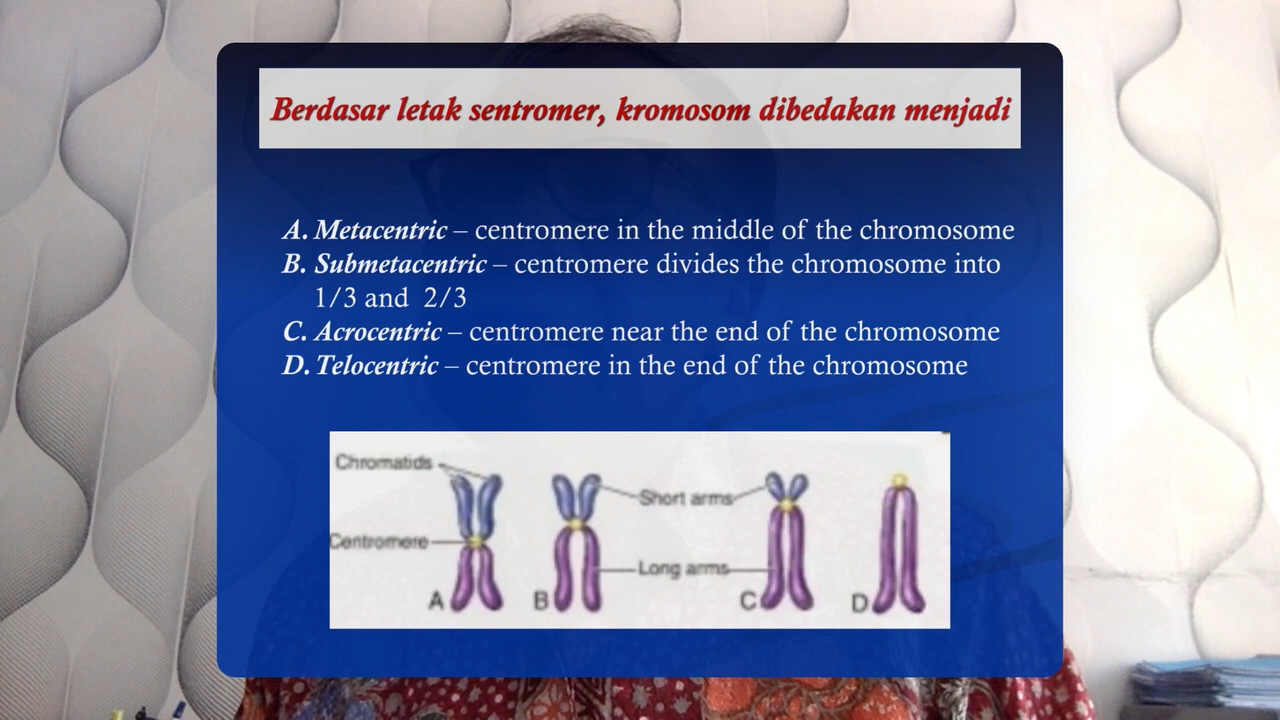 Berdasar letak sentromer, kromosom dibedakan menjadi
A. Metacentric – centromere in the middle of the chromosome
B. Submetacentric – centromere divides the chromosome into
1/3 and 2/3
C. Acrocentric – centromere near the end of the chromosome
D. Telocentric – centromere in the end of the chromosome
Chromatids
Short arms
Centromere
Long arms
A
B
C
D